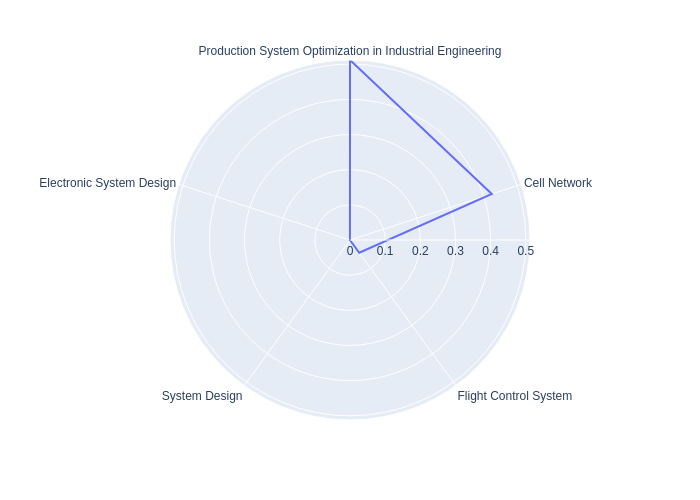 Production System Optimization in Industrial Engineering
Electronic System Design
Cell Network
0
0.1
0.2
0.3
0.4
0.5
System Design
Flight Control System